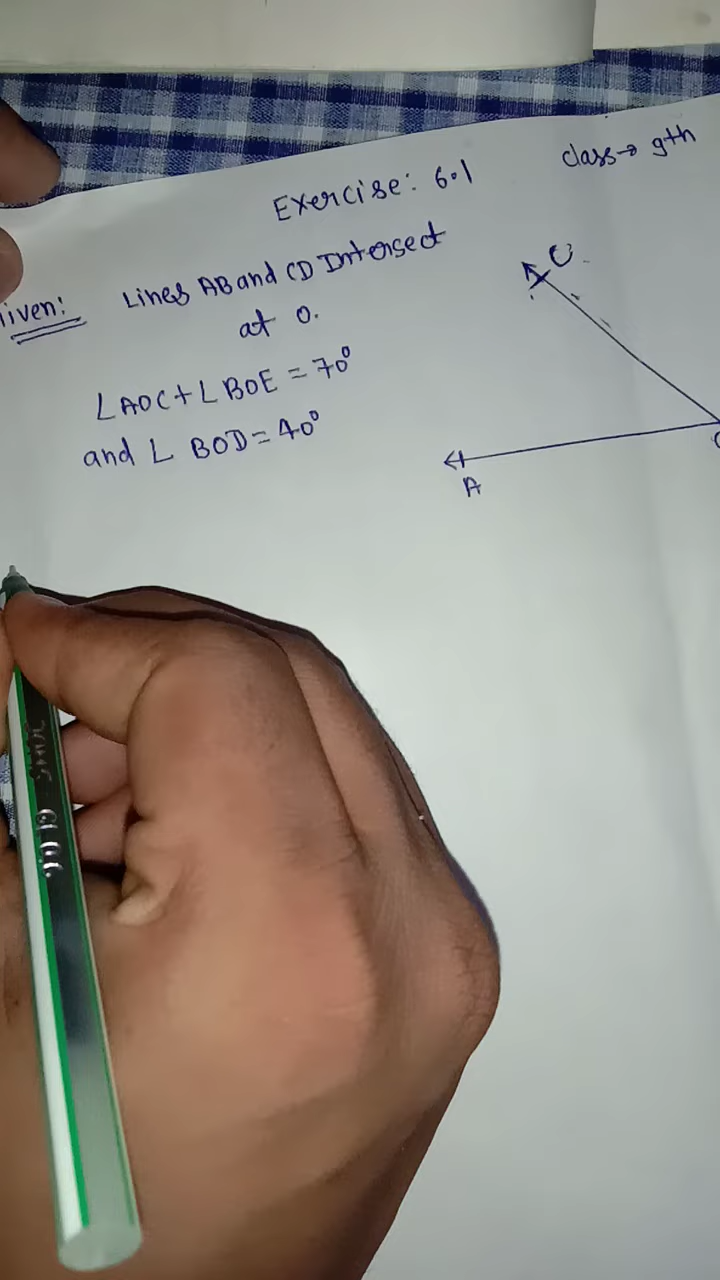 class→ 9th
Exercise: 6.1
iven: Lines AB and CD Intersect
at O.
∠AOC+∠BOE = 70°
and ∠ BOD = 40°
C
A